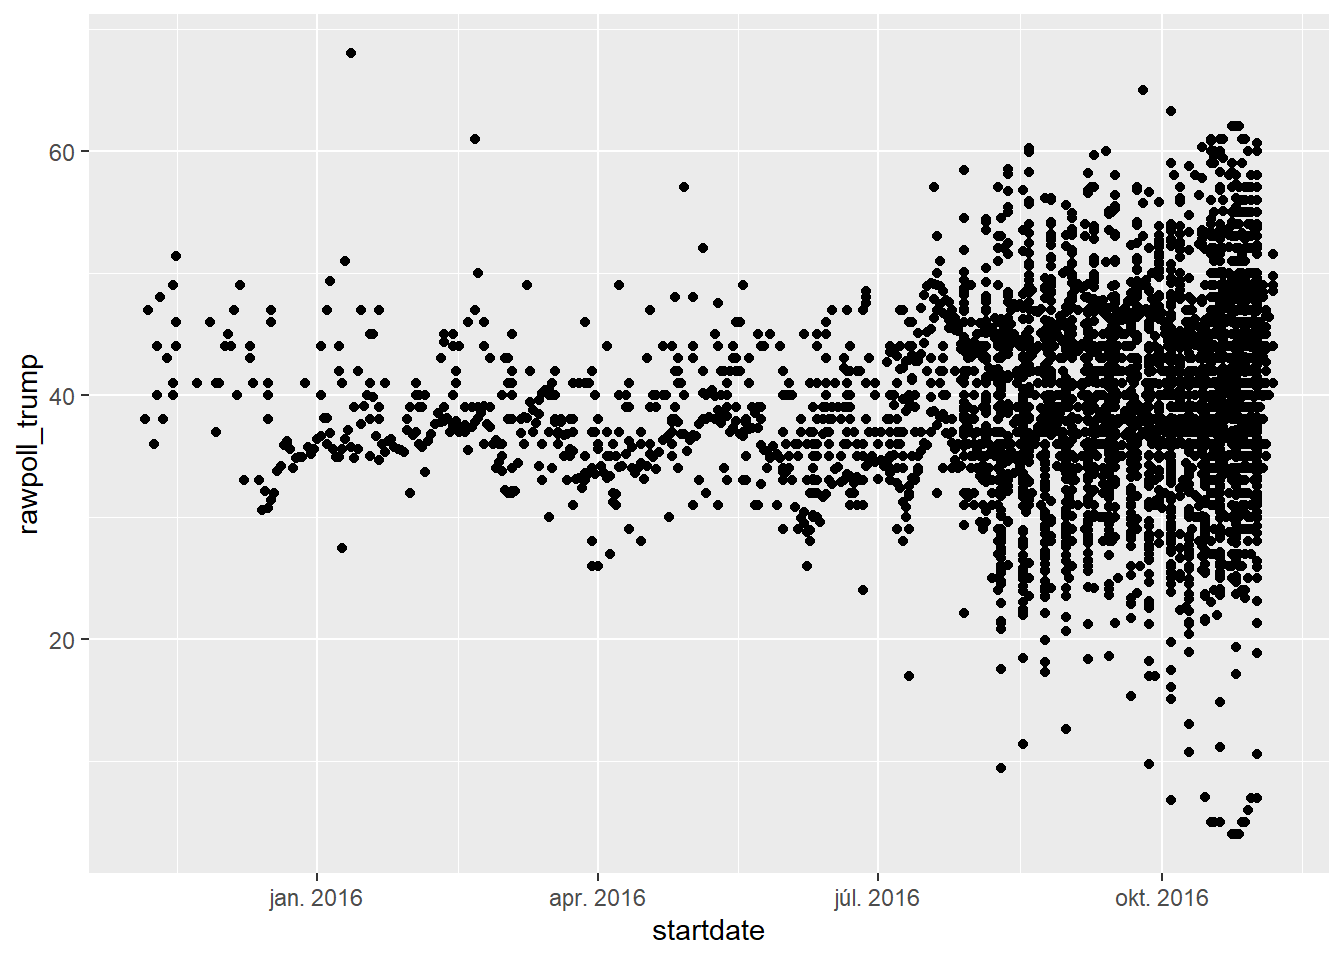 rawpoll_trump
60
40
20
jan. 2016
apr. 2016
júl. 2016
okt. 2016
startdate